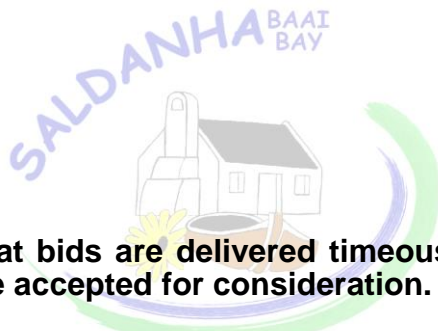 SALDANHA BAAI
BAY
at bids are delivered timeous
e accepted for consideration.